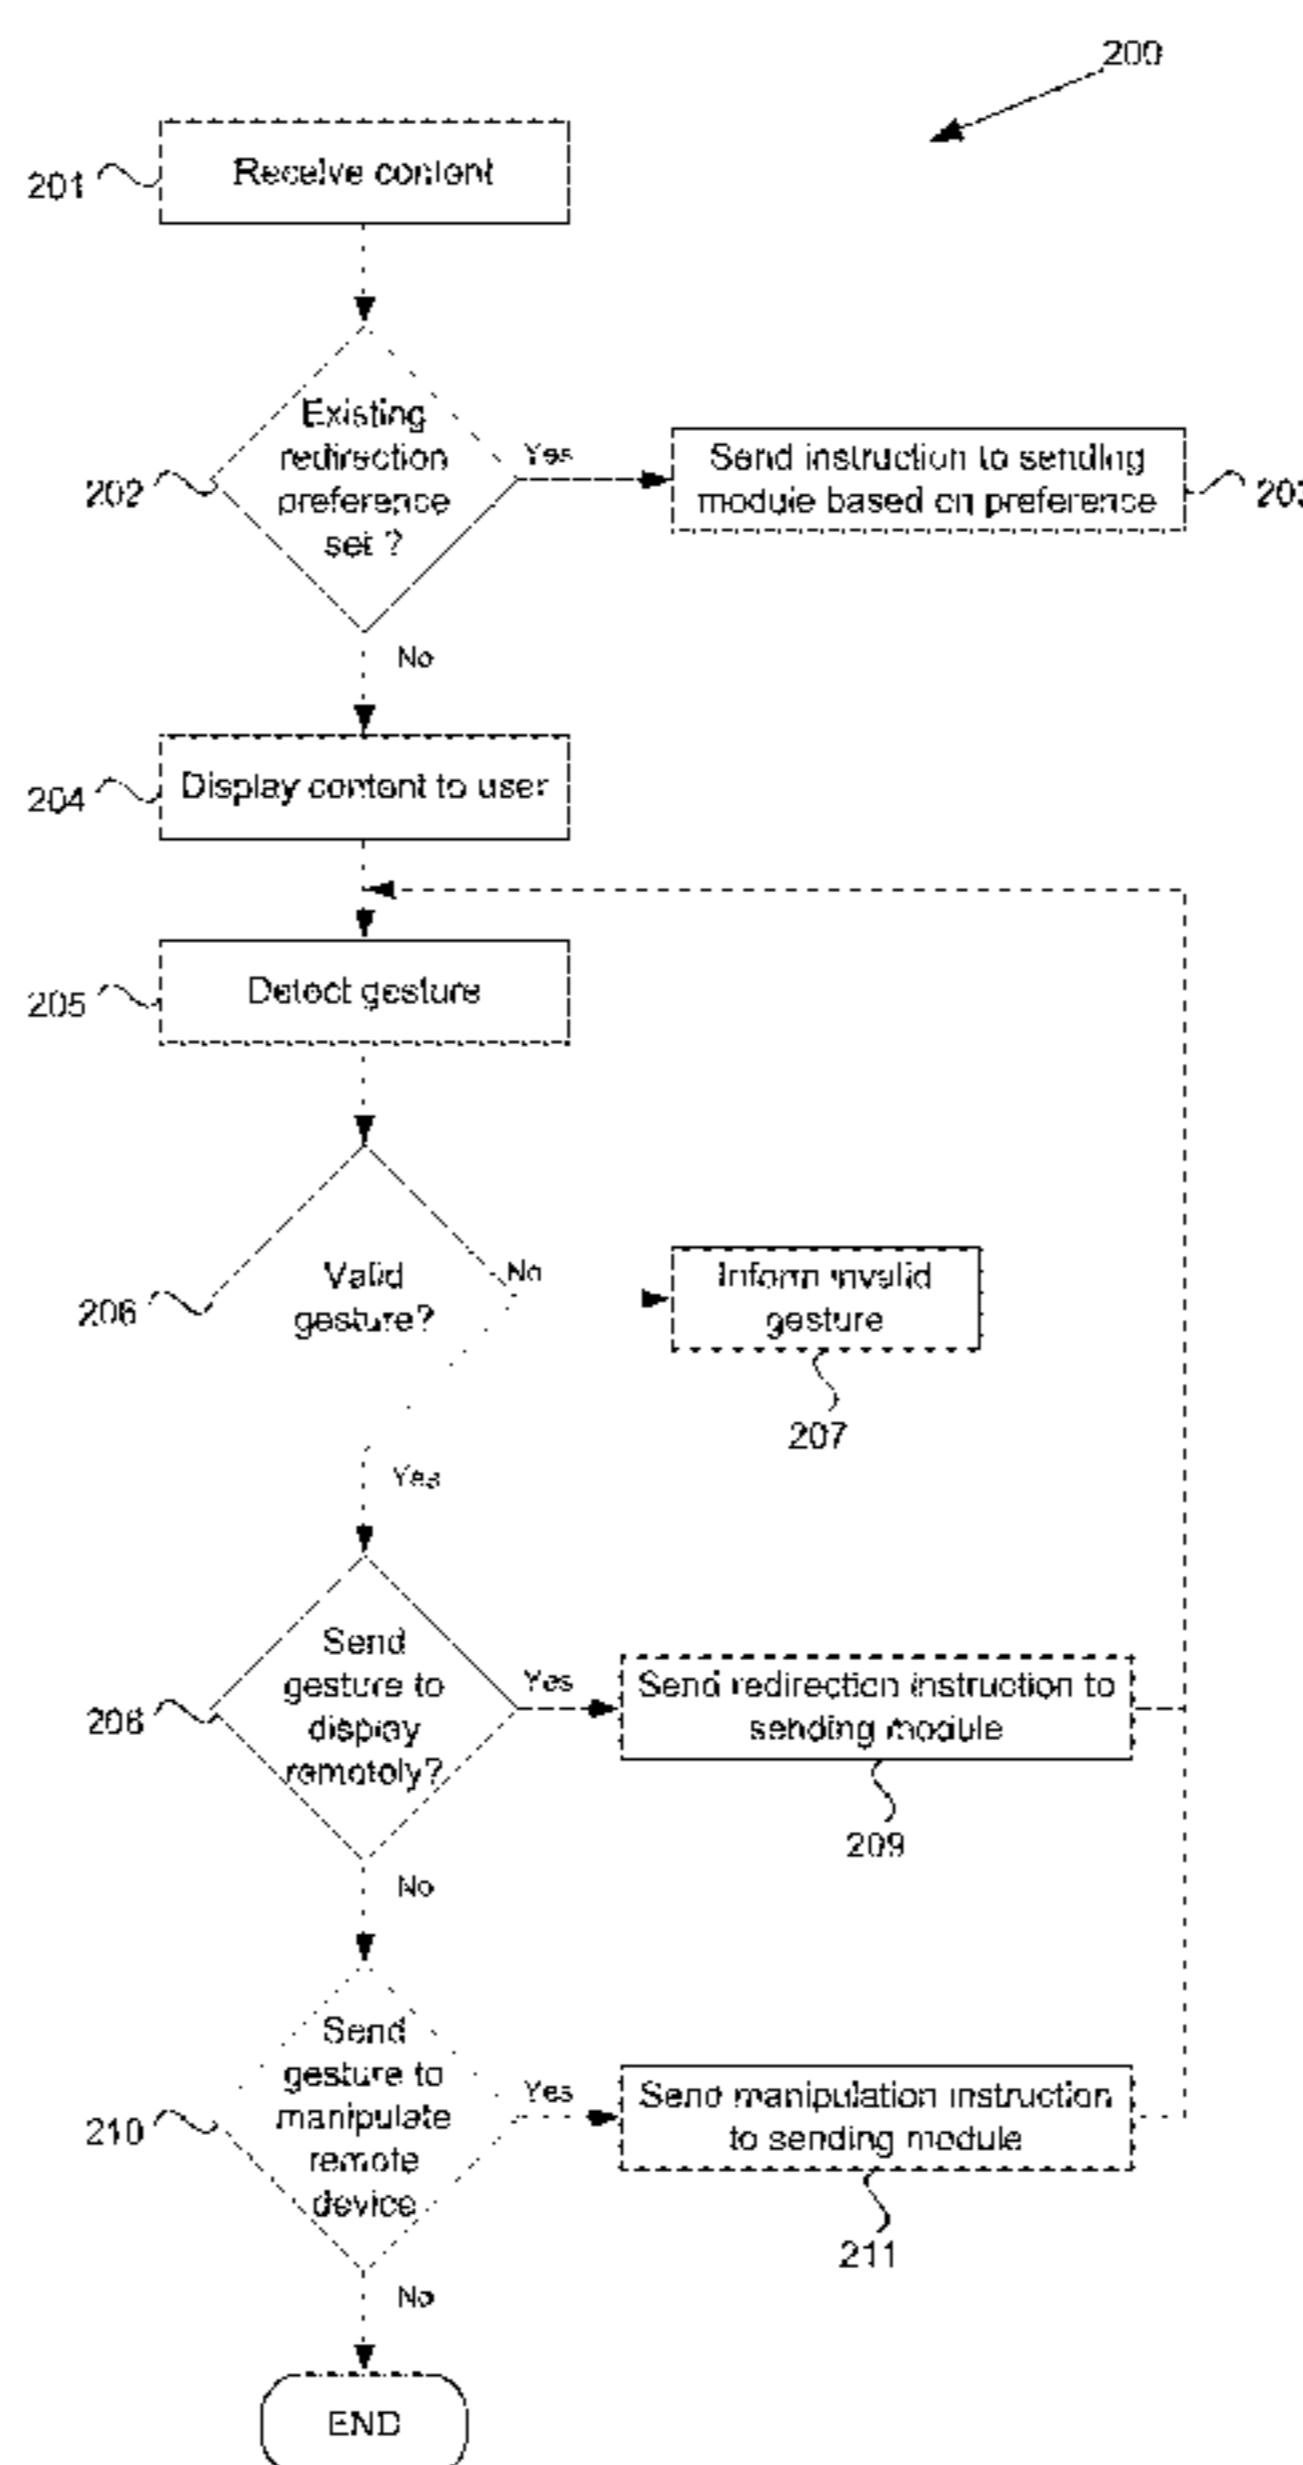 200
Receive content
201
Existing
redirection
preference
set ?
202
Yes
Send instruction to sending
module based on preference
No
Display content to user
204
Detect gesture
205
Valid
gesture?
206
No
Inform invalid
gesture
207
Yes
Send
gesture to
display
remotely?
Yes
Send redirection instruction to
sending module
209
No
Send
gesture to
manipulate
remote
device
210
Yes
Send manipulation instruction
to sending module
211
No
END